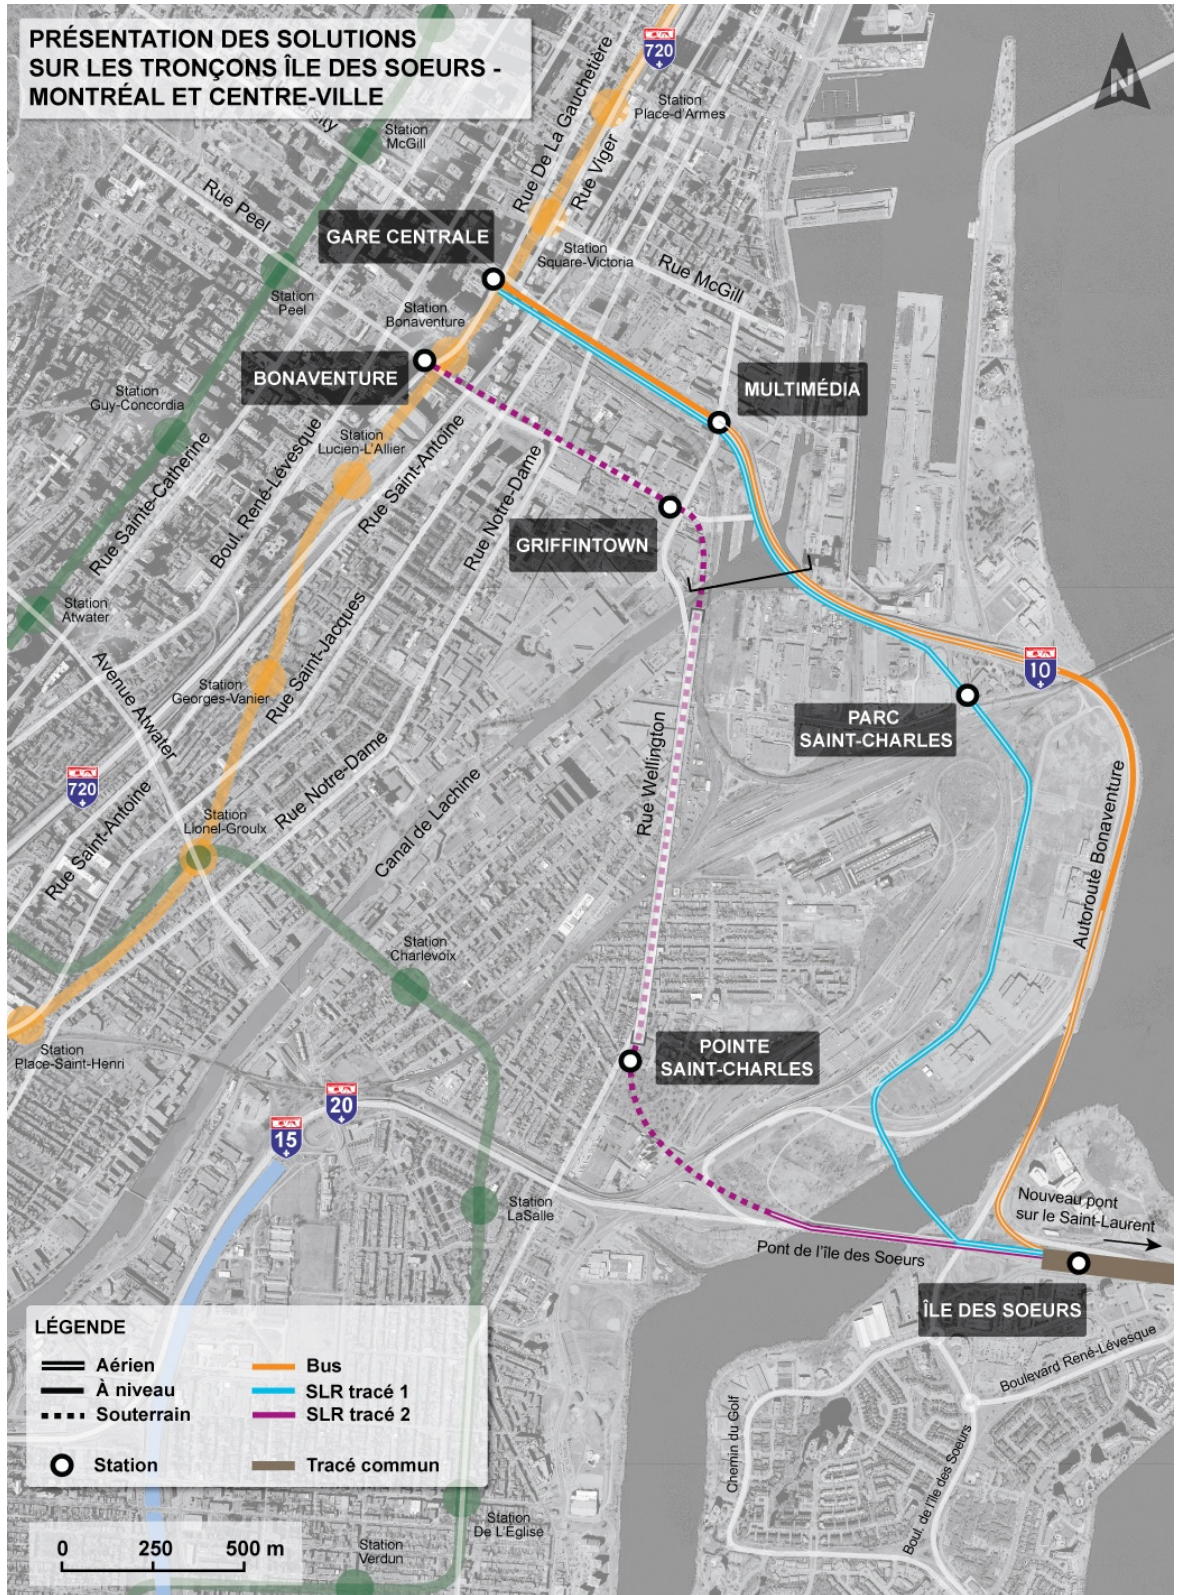 PRÉSENTATION DES SOLUTIONS
SUR LES TRONÇONS ÎLE DES SOEURS -
MONTRÉAL ET CENTRE-VILLE
720
N
Rue De La Gauchetière
Station
Place-d'Armes
Rue Viger
Station
McGill
Rue Peel
GARE CENTRALE
Station
Square-Victoria
Rue McGill
Station
Peel
Station
Bonaventure
BONAVENTURE
MULTIMÉDIA
Station
Guy-Concordia
Station
Lucien-L'Allier
Rue Sainte-Catherine
Boul. René-Lévesque
Rue Saint-Antoine
Rue Notre-Dame
GRIFFINTOWN
Station
Atwater
Avenue Atwater
Station
Georges-Vanier
Rue Saint-Jacques
10
PARC
SAINT-CHARLES
Rue Wellington
720
Rue Saint-Antoine
Station
Lionel-Groulx
Rue Notre-Dame
Canal de Lachine
Autoroute Bonaventure
Station
Charlevoix
Station
Place-Saint-Henri
POINTE
SAINT-CHARLES
20
15
Station
LaSalle
Nouveau pont
sur le Saint-Laurent
Pont de l'île des Soeurs
ÎLE DES SOEURS
Boulevard René-Lévesque
Chemin du Golf
Boul. de l'île des Soeurs
LÉGENDE
Aérien
À niveau
Souterrain
Station
Bus
SLR tracé 1
SLR tracé 2
Tracé commun
Station
De L'Église
Station
Verdun
0 250 500 m